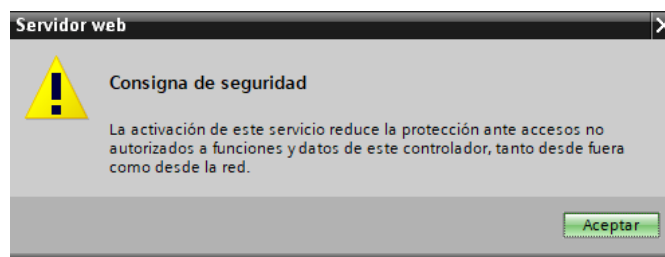 Servidor web
Consigna de seguridad
La activación de este servicio reduce la protección ante accesos no
autorizados a funciones y datos de este controlador, tanto desde fuera
como desde la red.
Aceptar